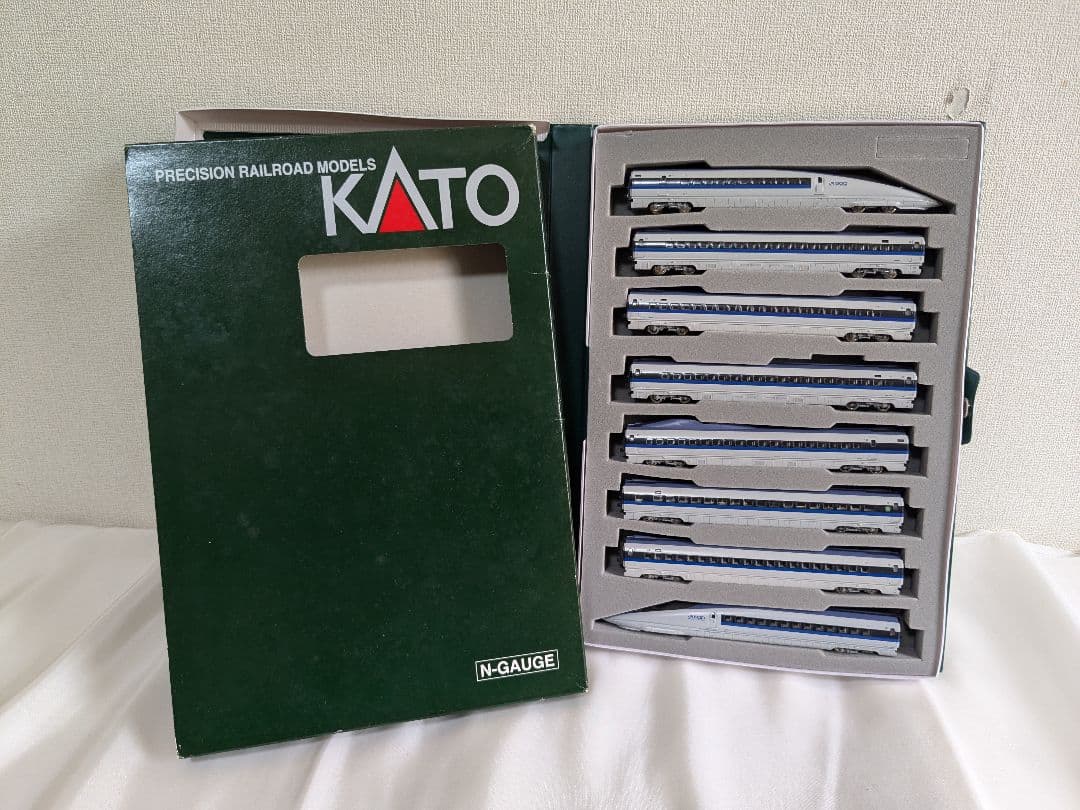 PRECISION RAILROAD MODELS
KATO
N-GAUGE